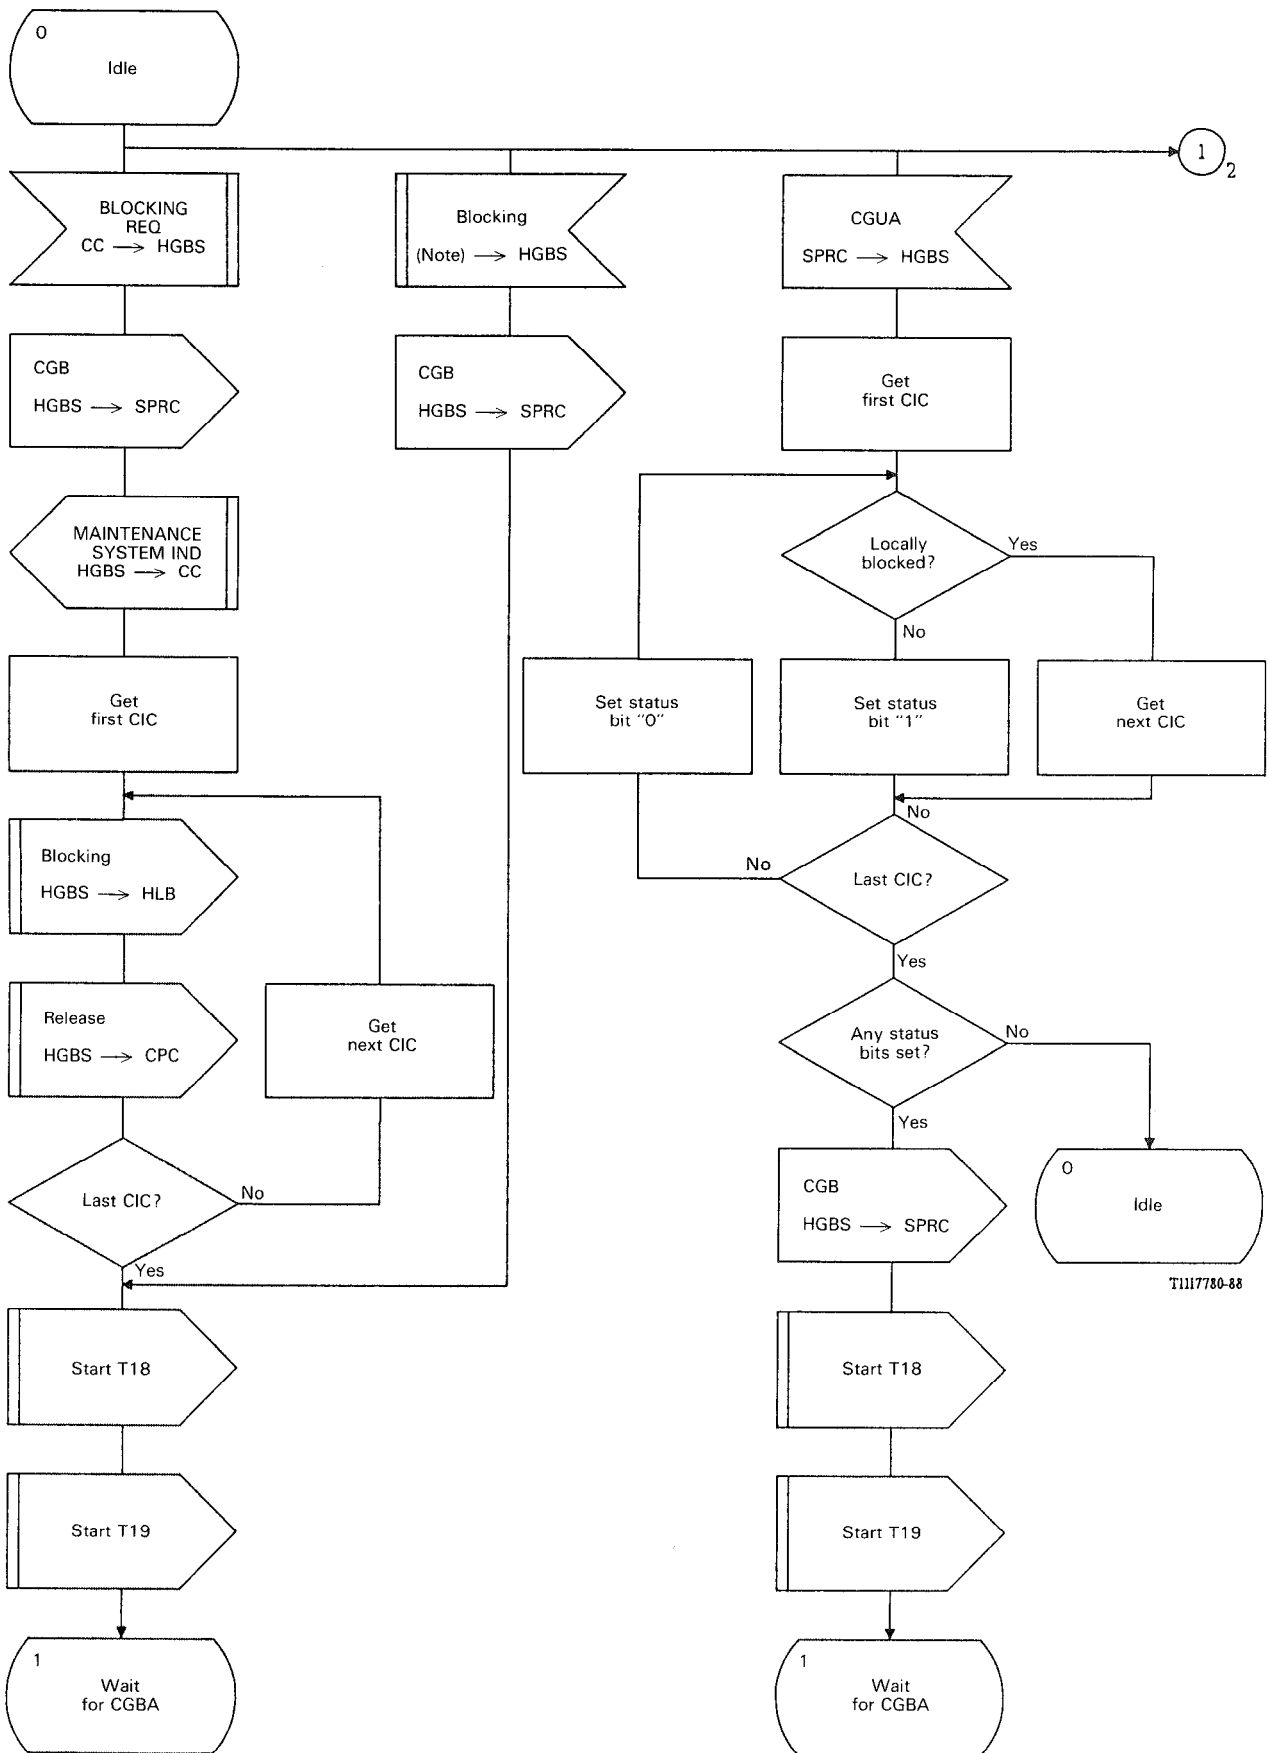 0
Idle
1
2
BLOCKING
REQ
CC → HGBS
Blocking
(Note) → HGBS
CGUA
SPRC → HGBS
CGB
HGBS → SPRC
CGB
HGBS → SPRC
Get
first CIC
MAINTENANCE
SYSTEM IND
HGBS → CC
Locally
blocked?
Yes
No
Get
first CIC
Set status
bit "0"
Set status
bit "1"
Get
next CIC
No
Blocking
HGBS → HLB
No
Last CIC?
Yes
Release
HGBS → CPC
Get
next CIC
Any status
bits set?
No
Yes
Last CIC?
No
Yes
CGB
HGBS → SPRC
0
Idle
T1117780-88
Start T18
Start T18
Start T19
Start T19
1
Wait
for CGBA
1
Wait
for CGBA